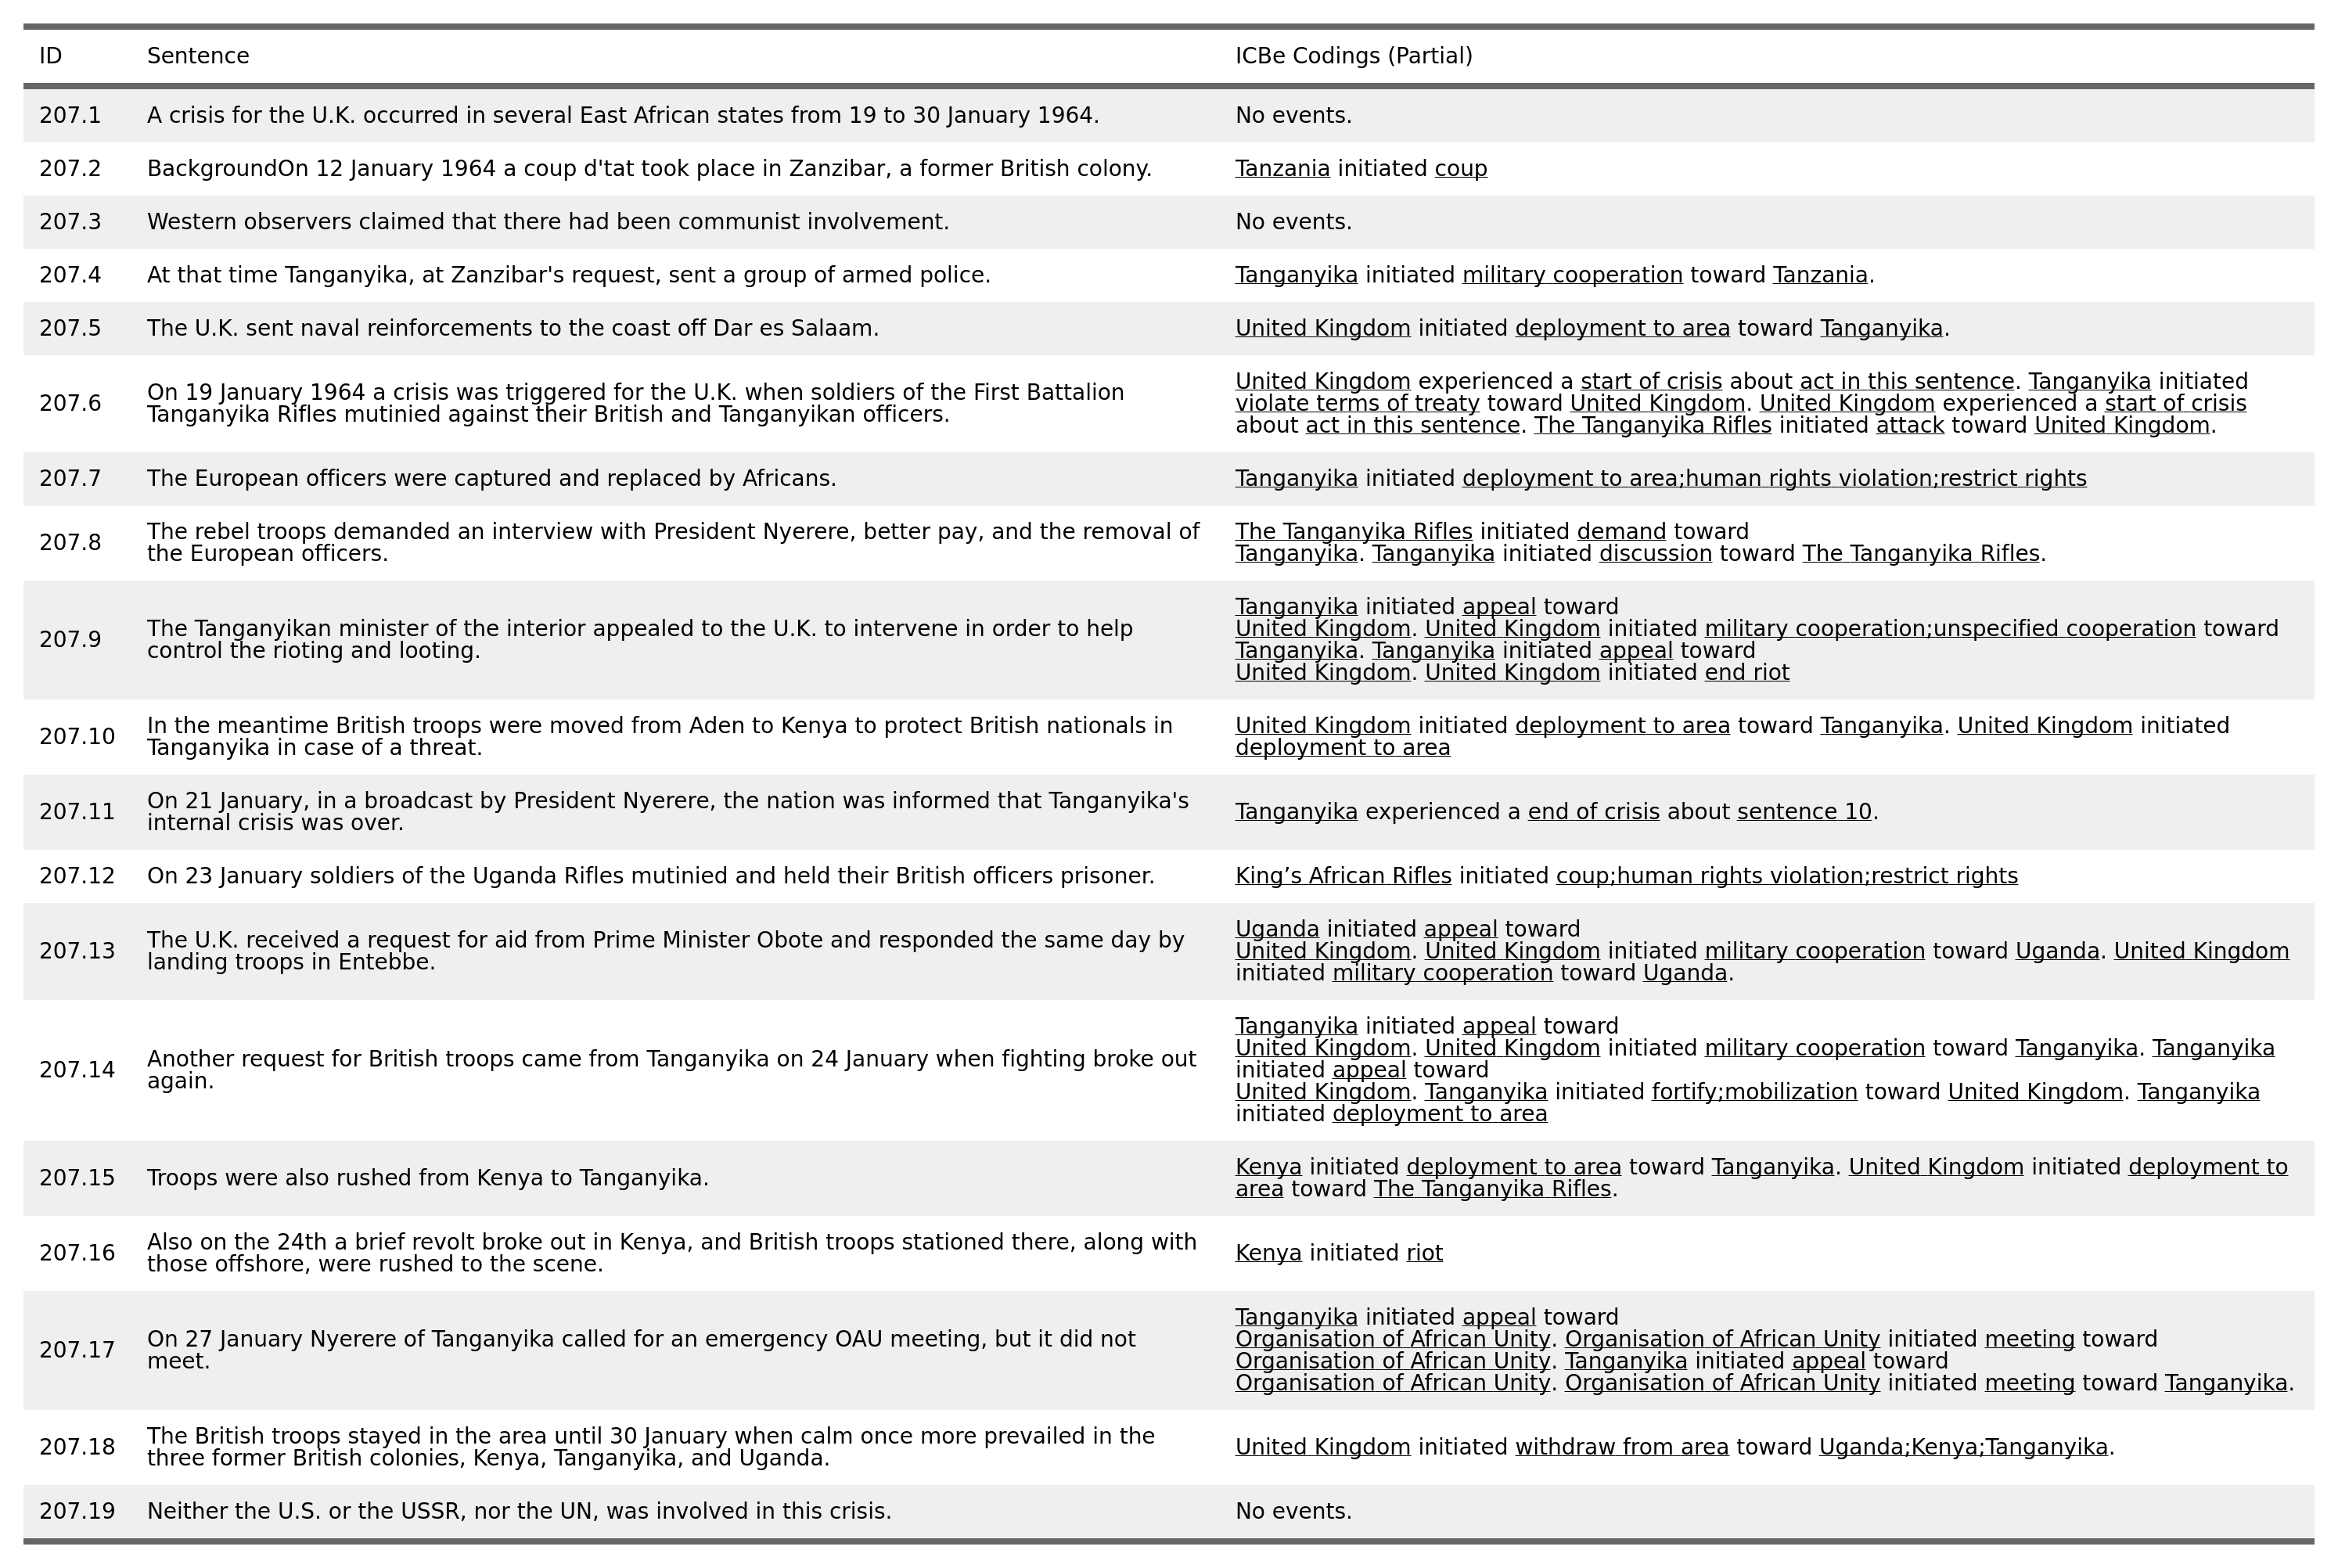 ID Sentence ICBe Codings (Partial)
207.1 A crisis for the U.K. occurred in several East African states from 19 to 30 January 1964. No events.
207.2 BackgroundOn 12 January 1964 a coup d'tat took place in Zanzibar, a former British colony. Tanzania initiated coup
207.3 Western observers claimed that there had been communist involvement. No events.
207.4 At that time Tanganyika, at Zanzibar's request, sent a group of armed police. Tanganyika initiated military cooperation toward Tanzania.
207.5 The U.K. sent naval reinforcements to the coast off Dar es Salaam. United Kingdom initiated deployment to area toward Tanganyika.
207.6
On 19 January 1964 a crisis was triggered for the U.K. when soldiers of the First Battalion
Tanganyika Rifles mutinied against their British and Tanganyikan officers.
United Kingdom experienced a start of crisis about act in this sentence. Tanganyika initiated
violate terms of treaty toward United Kingdom. United Kingdom experienced a start of crisis
about act in this sentence. The Tanganyika Rifles initiated attack toward United Kingdom.
207.7 The European officers were captured and replaced by Africans. Tanganyika initiated deployment to area;human rights violation;restrict rights
207.8
The rebel troops demanded an interview with President Nyerere, better pay, and the removal of
the European officers.
The Tanganyika Rifles initiated demand toward
Tanganyika. Tanganyika initiated discussion toward The Tanganyika Rifles.
207.9
The Tanganyikan minister of the interior appealed to the U.K. to intervene in order to help
control the rioting and looting.
Tanganyika initiated appeal toward
United Kingdom. United Kingdom initiated military cooperation;unspecified cooperation toward
Tanganyika. Tanganyika initiated appeal toward
United Kingdom. United Kingdom initiated end riot
207.10
In the meantime British troops were moved from Aden to Kenya to protect British nationals in
Tanganyika in case of a threat.
United Kingdom initiated deployment to area toward Tanganyika. United Kingdom initiated
deployment to area
207.11
On 21 January, in a broadcast by President Nyerere, the nation was informed that Tanganyika's
internal crisis was over.
Tanganyika experienced a end of crisis about sentence 10.
207.12 On 23 January soldiers of the Uganda Rifles mutinied and held their British officers prisoner. King’s African Rifles initiated coup;human rights violation;restrict rights
207.13
The U.K. received a request for aid from Prime Minister Obote and responded the same day by
landing troops in Entebbe.
Uganda initiated appeal toward
United Kingdom. United Kingdom initiated military cooperation toward Uganda. United Kingdom
initiated military cooperation toward Uganda.
207.14
Another request for British troops came from Tanganyika on 24 January when fighting broke out
again.
Tanganyika initiated appeal toward
United Kingdom. United Kingdom initiated military cooperation toward Tanganyika. Tanganyika
initiated appeal toward
United Kingdom. Tanganyika initiated fortify;mobilization toward United Kingdom. Tanganyika
initiated deployment to area
207.15 Troops were also rushed from Kenya to Tanganyika.
Kenya initiated deployment to area toward Tanganyika. United Kingdom initiated deployment to
area toward The Tanganyika Rifles.
207.16
Also on the 24th a brief revolt broke out in Kenya, and British troops stationed there, along with
those offshore, were rushed to the scene.
Kenya initiated riot
207.17
On 27 January Nyerere of Tanganyika called for an emergency OAU meeting, but it did not
meet.
Tanganyika initiated appeal toward
Organisation of African Unity. Organisation of African Unity initiated meeting toward
Organisation of African Unity. Tanganyika initiated appeal toward
Organisation of African Unity. Organisation of African Unity initiated meeting toward Tanganyika.
207.18
The British troops stayed in the area until 30 January when calm once more prevailed in the
three former British colonies, Kenya, Tanganyika, and Uganda.
United Kingdom initiated withdraw from area toward Uganda;Kenya;Tanganyika.
207.19 Neither the U.S. or the USSR, nor the UN, was involved in this crisis. No events.